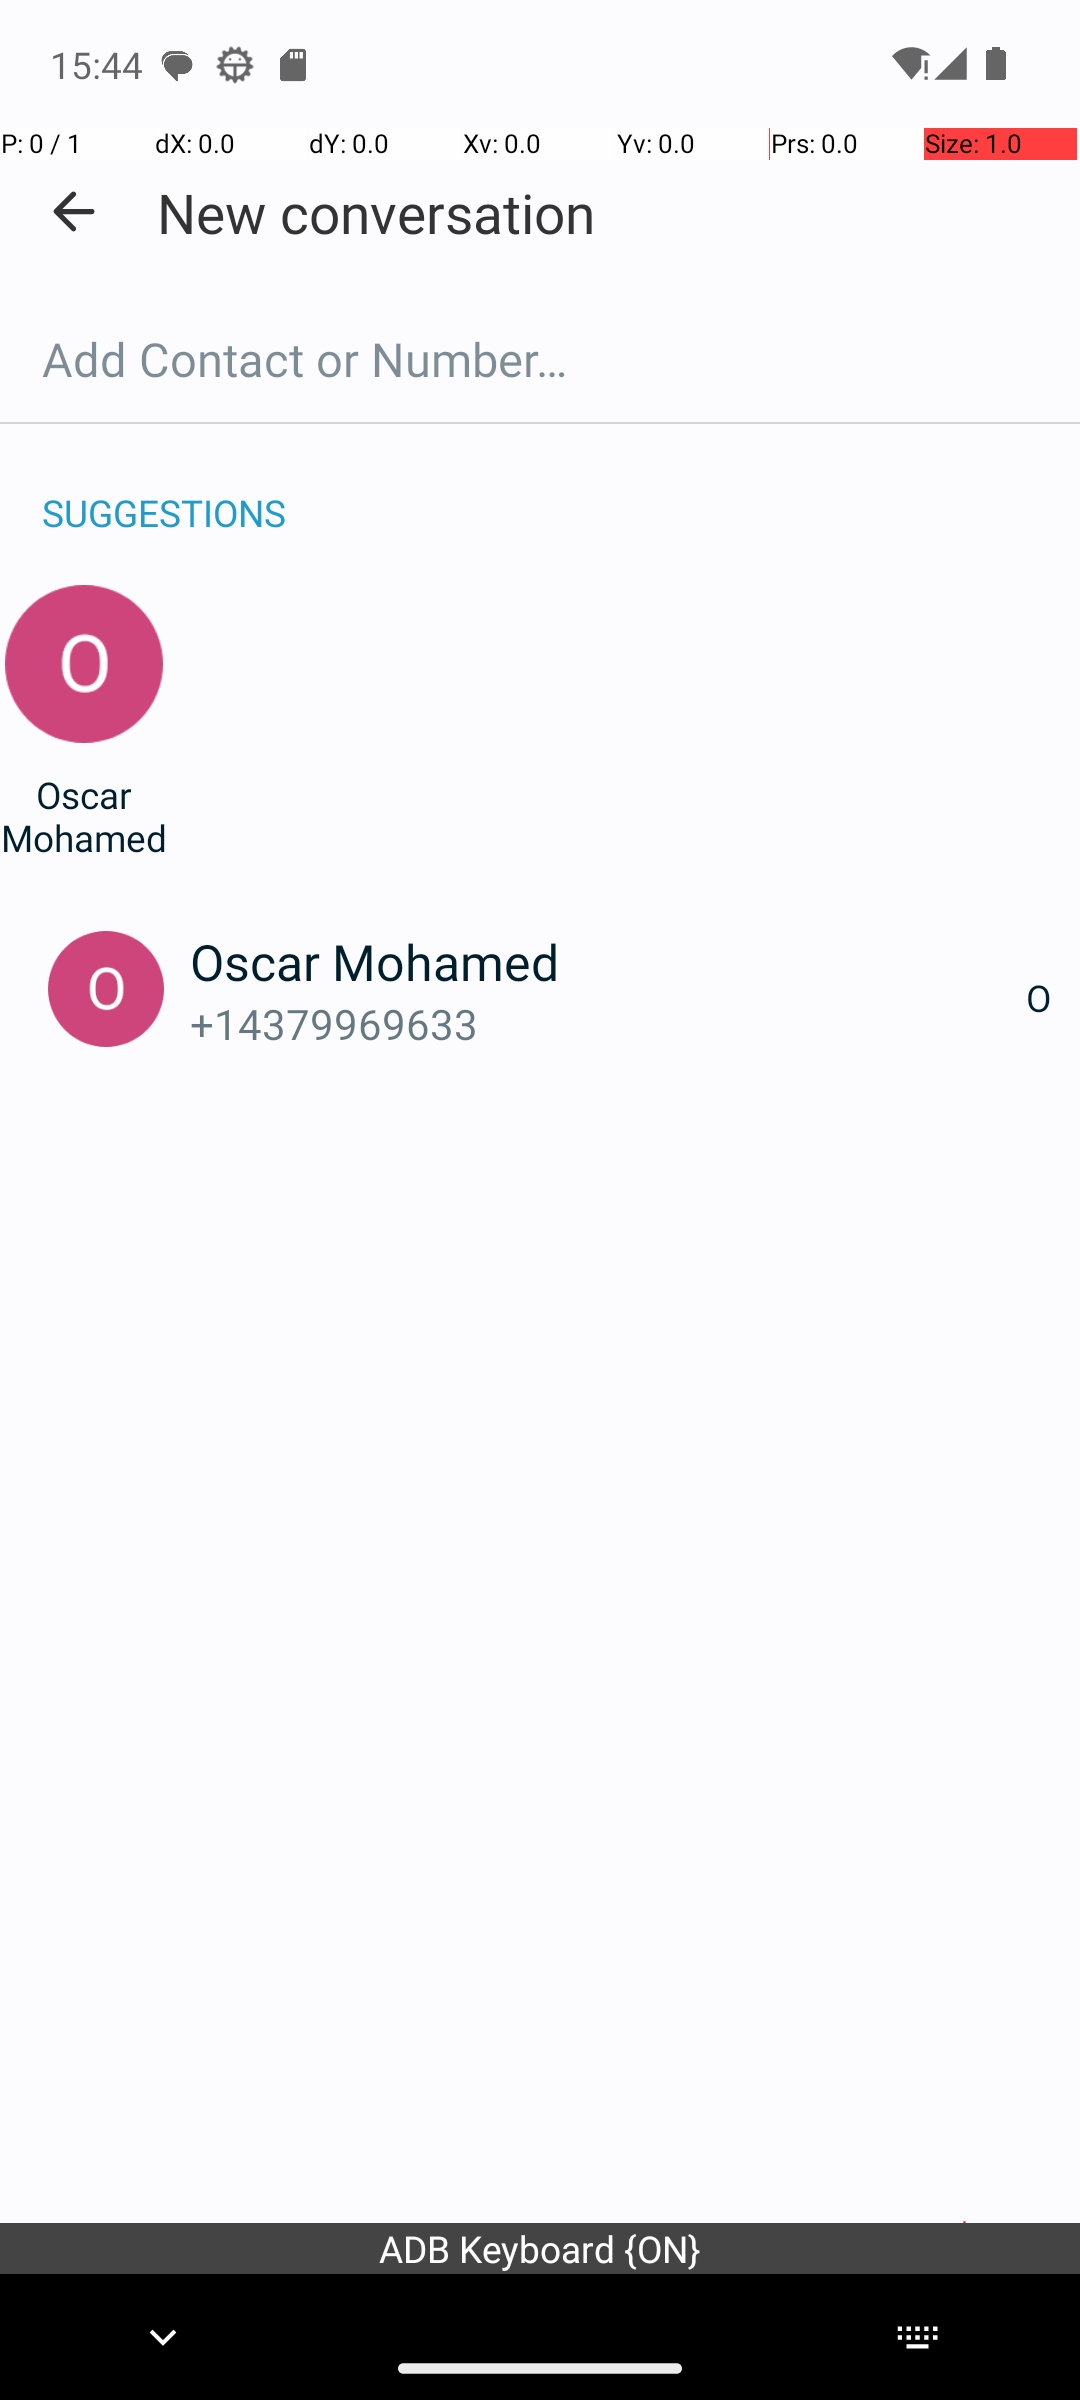 15:44
P: 0 / 1 dX: 0.0 dY: 0.0 Xv: 0.0 Yv: 0.0 Prs: 0.0 Size: 1.0
New conversation
Add Contact or Number…
SUGGESTIONS
O
Oscar
Mohamed
O
Oscar Mohamed
+14379969633
O
ADB Keyboard {ON}